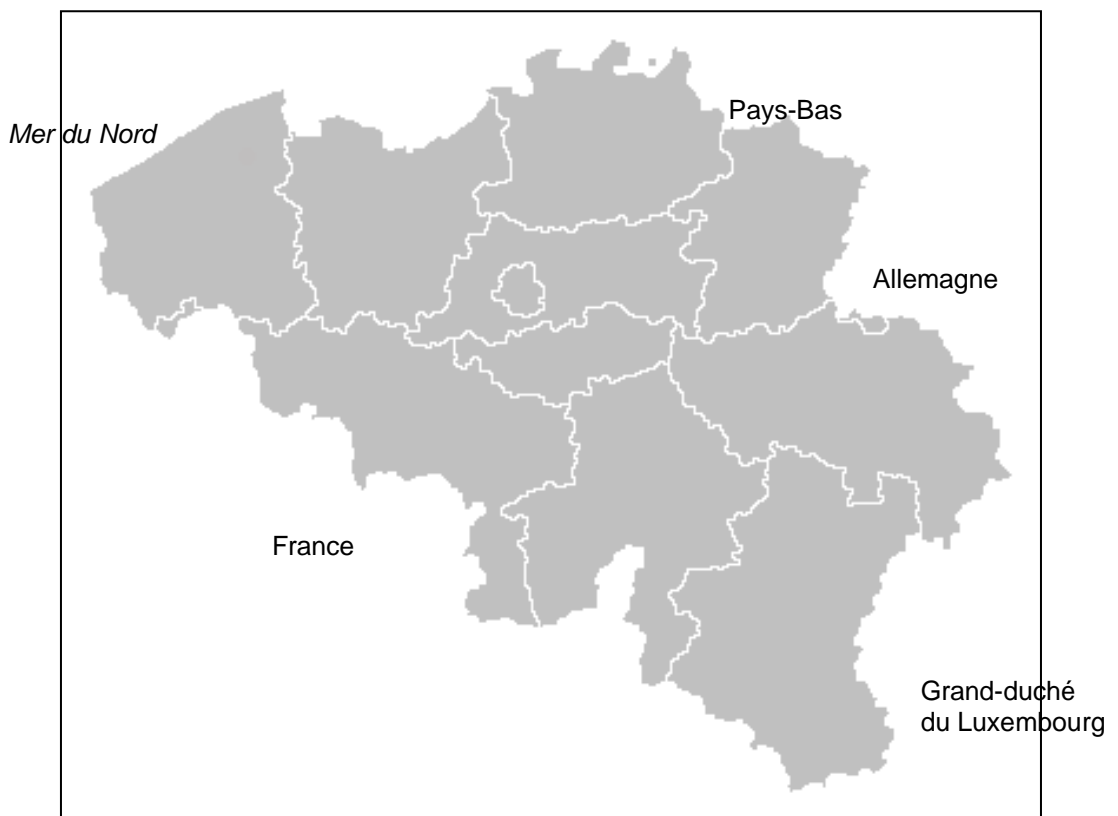 Pays-Bas
Mer du Nord
Allemagne
France
Grand-duché
du Luxembourg